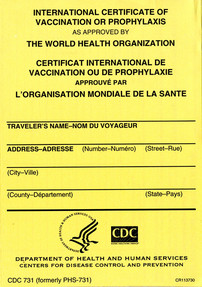 INTERNATIONAL CERTIFICATE OF
VACCINATION OR PROPHYLAXIS
AS APPROVED BY
THE WORLD HEALTH ORGANIZATION
CERTIFICAT INTERNATIONAL DE
VACCINATION OU DE PROPHYLAXIE
APPROUVÉ PAR
L'ORGANISATION MONDIALE DE LA SANTE
TRAVELER'S NAME–NOM DU VOYAGEUR
ADDRESS–ADRESSE (Number–Numéro) (Street–Rue)
(City–Ville)
(County–Département) (State–Pays)
CDC
DEPARTMENT OF HEALTH AND HUMAN SERVICES
CENTERS FOR DISEASE CONTROL AND PREVENTION
CDC 731 (formerly PHS-731) CR113730